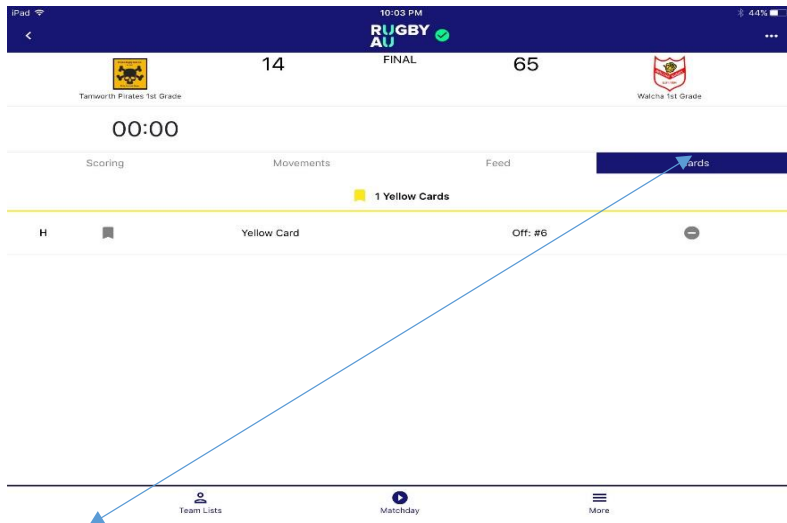 iPad 10:03 PM 44%
RUGBY
AU
14 FINAL 65
Tamworth Pirates 1st Grade Walcha 1st Grade
00:00
Scoring Movements Feed Cards
1 Yellow Cards
H Yellow Card Off: #6
Team Lists Matchday More